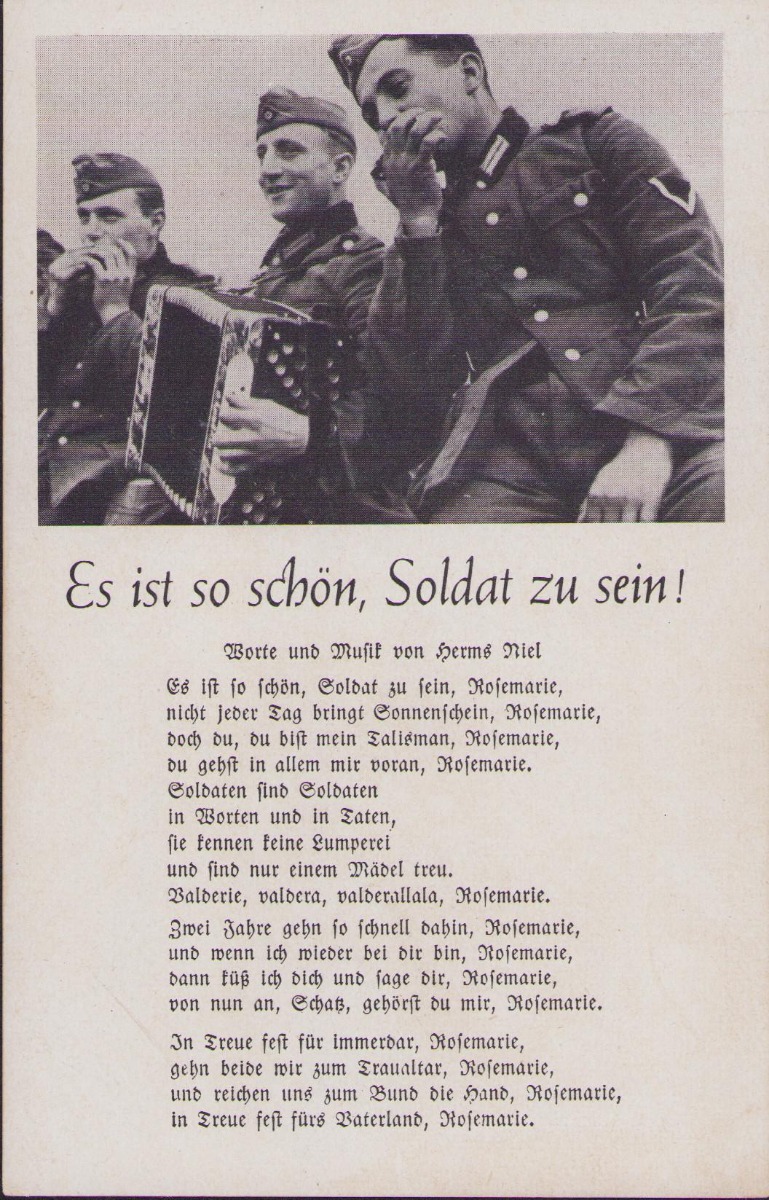 Es ist so schön, Soldat zu sein!
Worte und Musik von Herms Niel
Es ist so schön, Soldat zu sein, Rosemarie,
nicht jeder Tag bringt Sonnenschein, Rosemarie,
doch du, du bist mein Talisman, Rosemarie,
du gehst in allem mir voran, Rosemarie.
Soldaten sind Soldaten
in Worten und in Taten,
sie kennen keine Lumperei
und sind nur einem Mädel treu.
Valderie, valdera, valderallala, Rosemarie.
Zwei Jahre gehn so schnell dahin, Rosemarie,
und wenn ich wieder bei dir bin, Rosemarie,
dann küß ich dich und sage dir, Rosemarie,
von nun an, Schatz, gehörst du mir, Rosemarie.
In Treue fest für immerdar, Rosemarie,
gehn beide wir zum Traualtar, Rosemarie,
und reichen uns zum Bund die Hand, Rosemarie,
in Treue fest fürs Vaterland, Rosemarie.